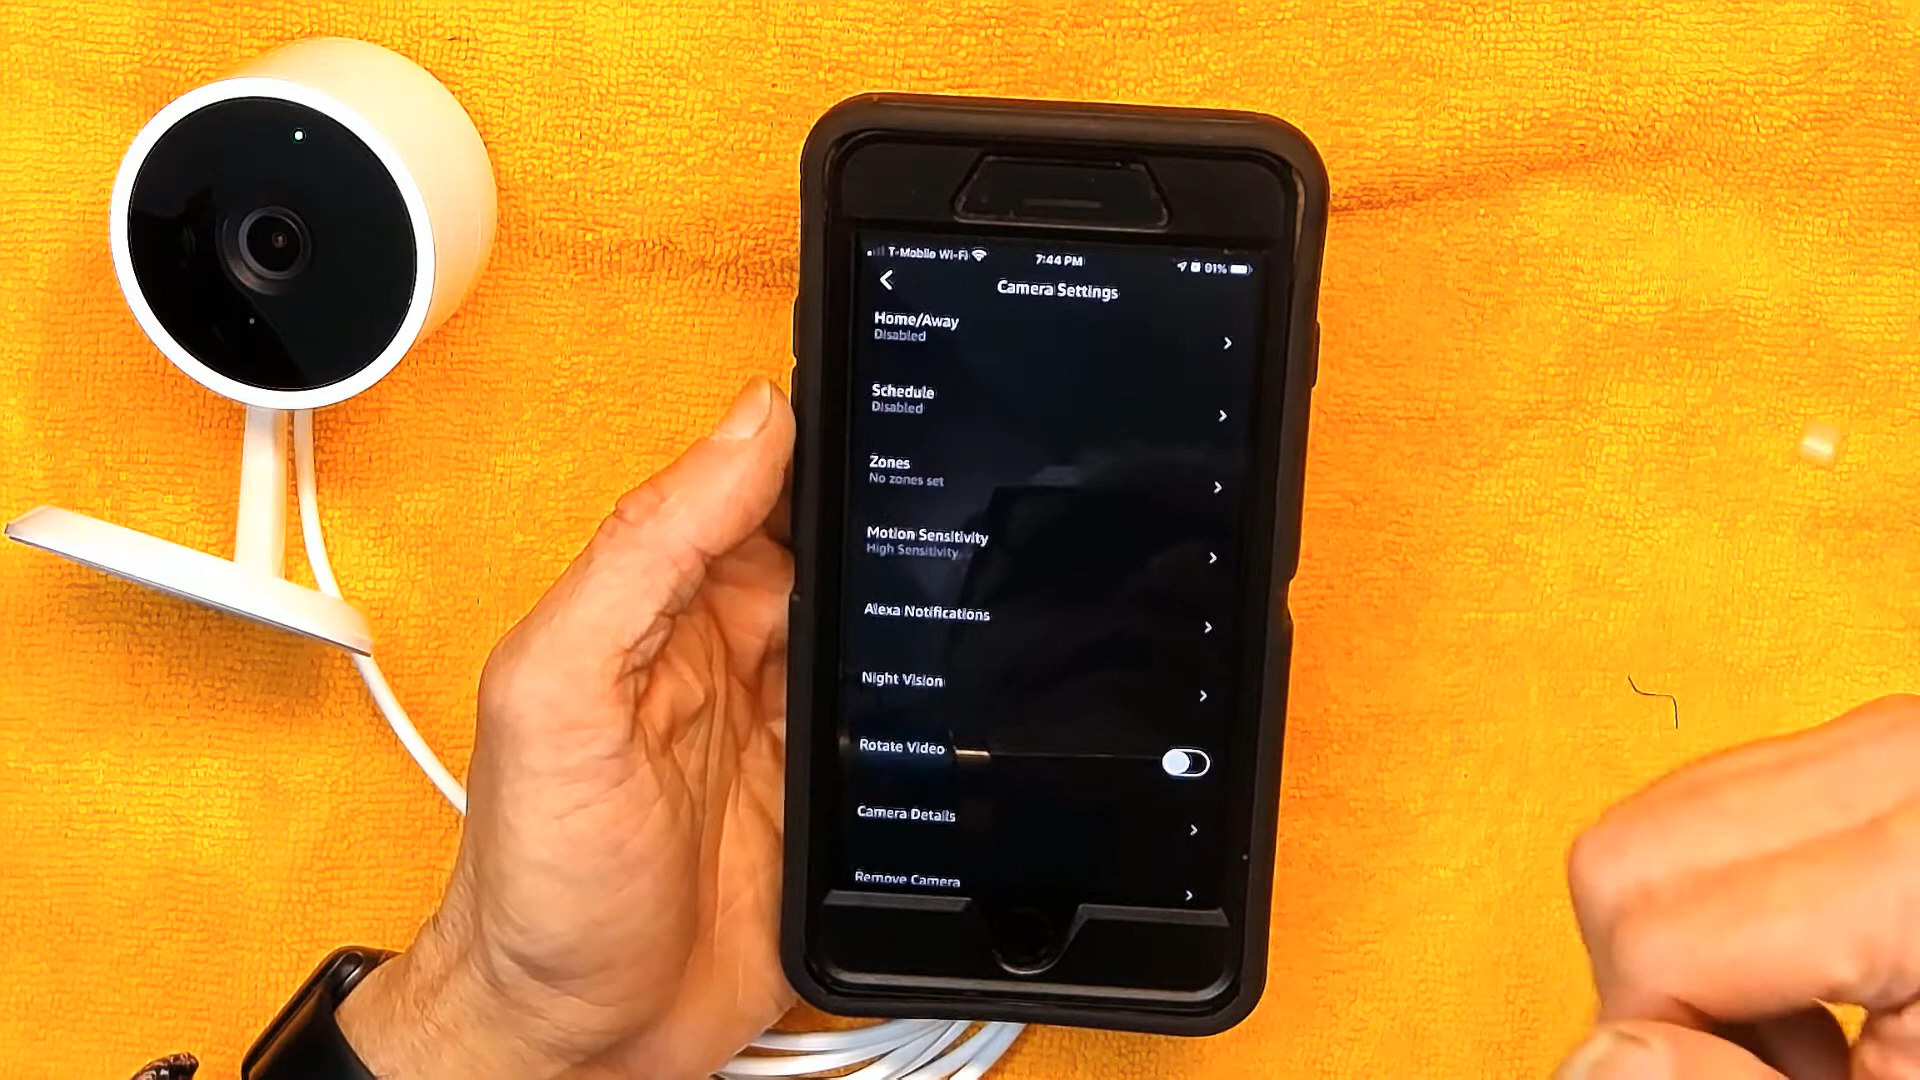 T-Mobile Wi-Fi 7:44 PM 91%
Camera Settings
Home/Away
Disabled
Schedule
Disabled
Zones
No zones set
Motion Sensitivity
High Sensitivity
Alexa Notifications
Night Vision
Rotate Video
Camera Details
Remove Camera